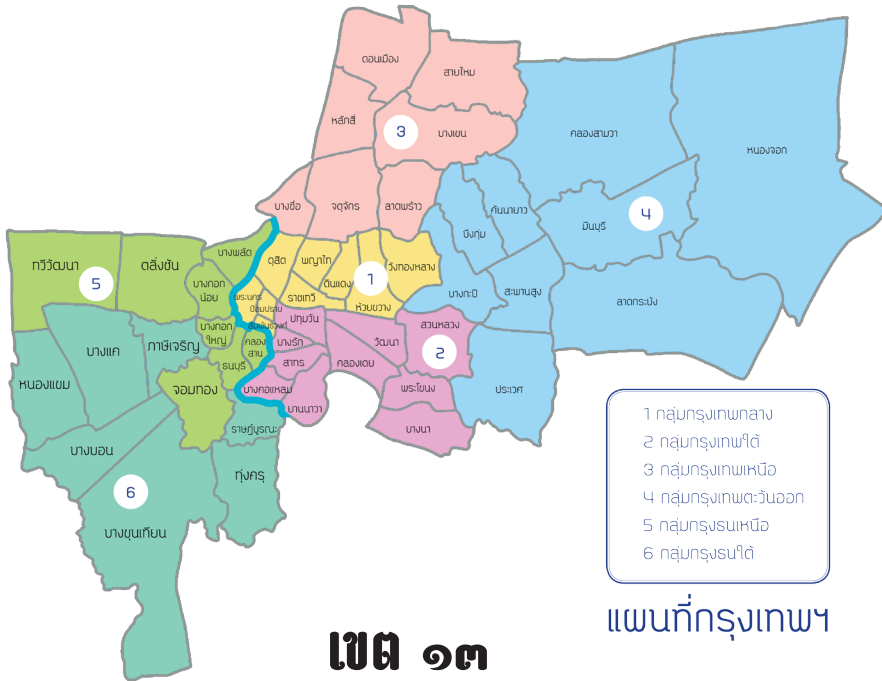 ดอนเมือง
สายไหม
หลักสี่
3
บางเขน
คลองสามวา
หนองจอก
บางซื่อ
จตุจักร
ลาดพร้าว
คันนายาว
บึงกุ่ม
มีนบุรี
4
ทวีวัฒนา
5
ตลิ่งชัน
บางพลัด
บางกอก
น้อย
ดุสิต
พญาไท
ดินแดง
1
วังทองหลาง
ราชเทวี
ห้วยขวาง
บางกะปิ
สะพานสูง
ลาดกระบัง
พระนคร
ป้อมปราบ
สัมพันธวงศ์
ปทุมวัน
บางรัก
สาทร
คลองเตย
วัฒนา
สวนหลวง
2
พระโขนง
บางนา
ประเวศ
บางกอก
ใหญ่
คลอง
สาน
ธนบุรี
บางคอแหลม
ยานนาวา
หนองแขม
บางแค
ภาษีเจริญ
จอมทอง
ราษฎร์บูรณะ
บางบอน
ทุ่งครุ
6
บางขุนเทียน
1 กลุ่มกรุงเทพกลาง
2 กลุ่มกรุงเทพใต้
3 กลุ่มกรุงเทพเหนือ
4 กลุ่มกรุงเทพตะวันออก
5 กลุ่มกรุงธนเหนือ
6 กลุ่มกรุงธนใต้
แผนที่กรุงเทพฯ
เขต ๑๓